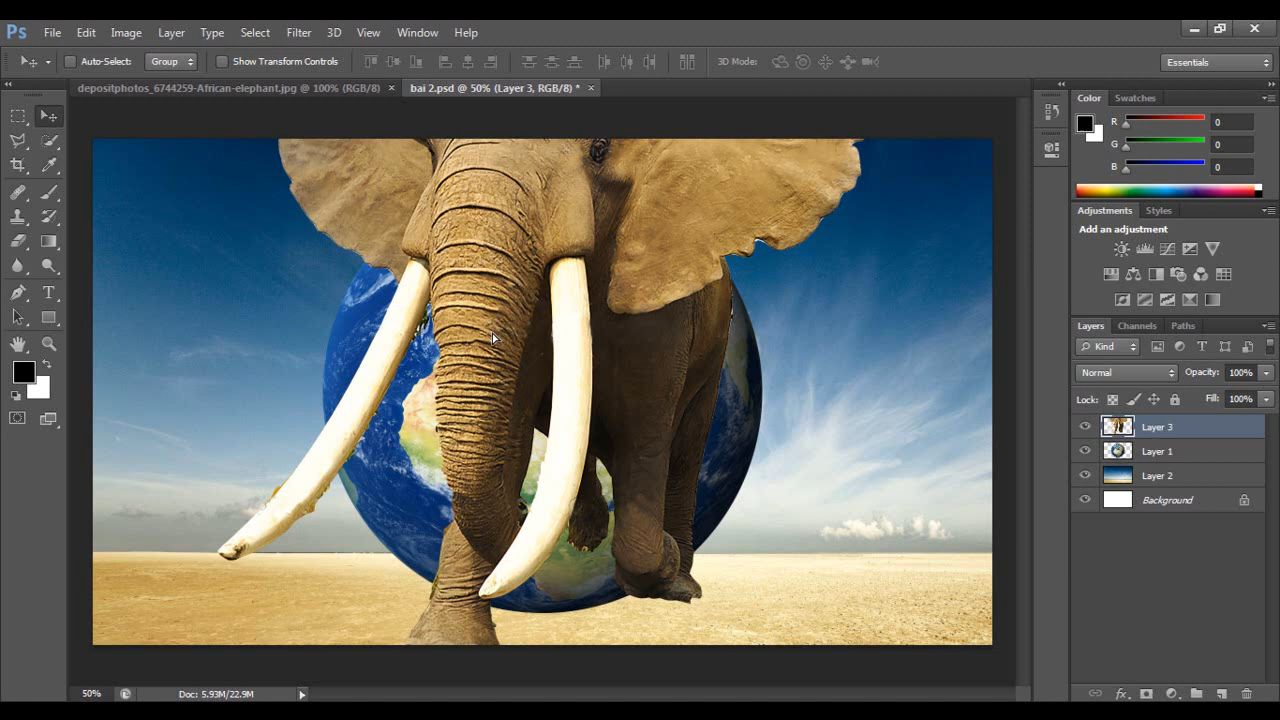 Ps File Edit Image Layer Type Select Filter 3D View Window Help
Auto-Select: Group Show Transform Controls 3D Mode: Essentials
depositphotos_6744259-African-elephant.jpg @ 100% (RGB/8) × bai 2.psd @ 50% (Layer 3, RGB/8) * ×
Color Swatches
R 0
G 0
B 0
Adjustments Styles
Add an adjustment
Layers Channels Paths
Kind
Normal Opacity: 100%
Lock: Fill: 100%
Layer 3
Layer 1
Layer 2
Background
50% Doc: 5.93M/22.9M